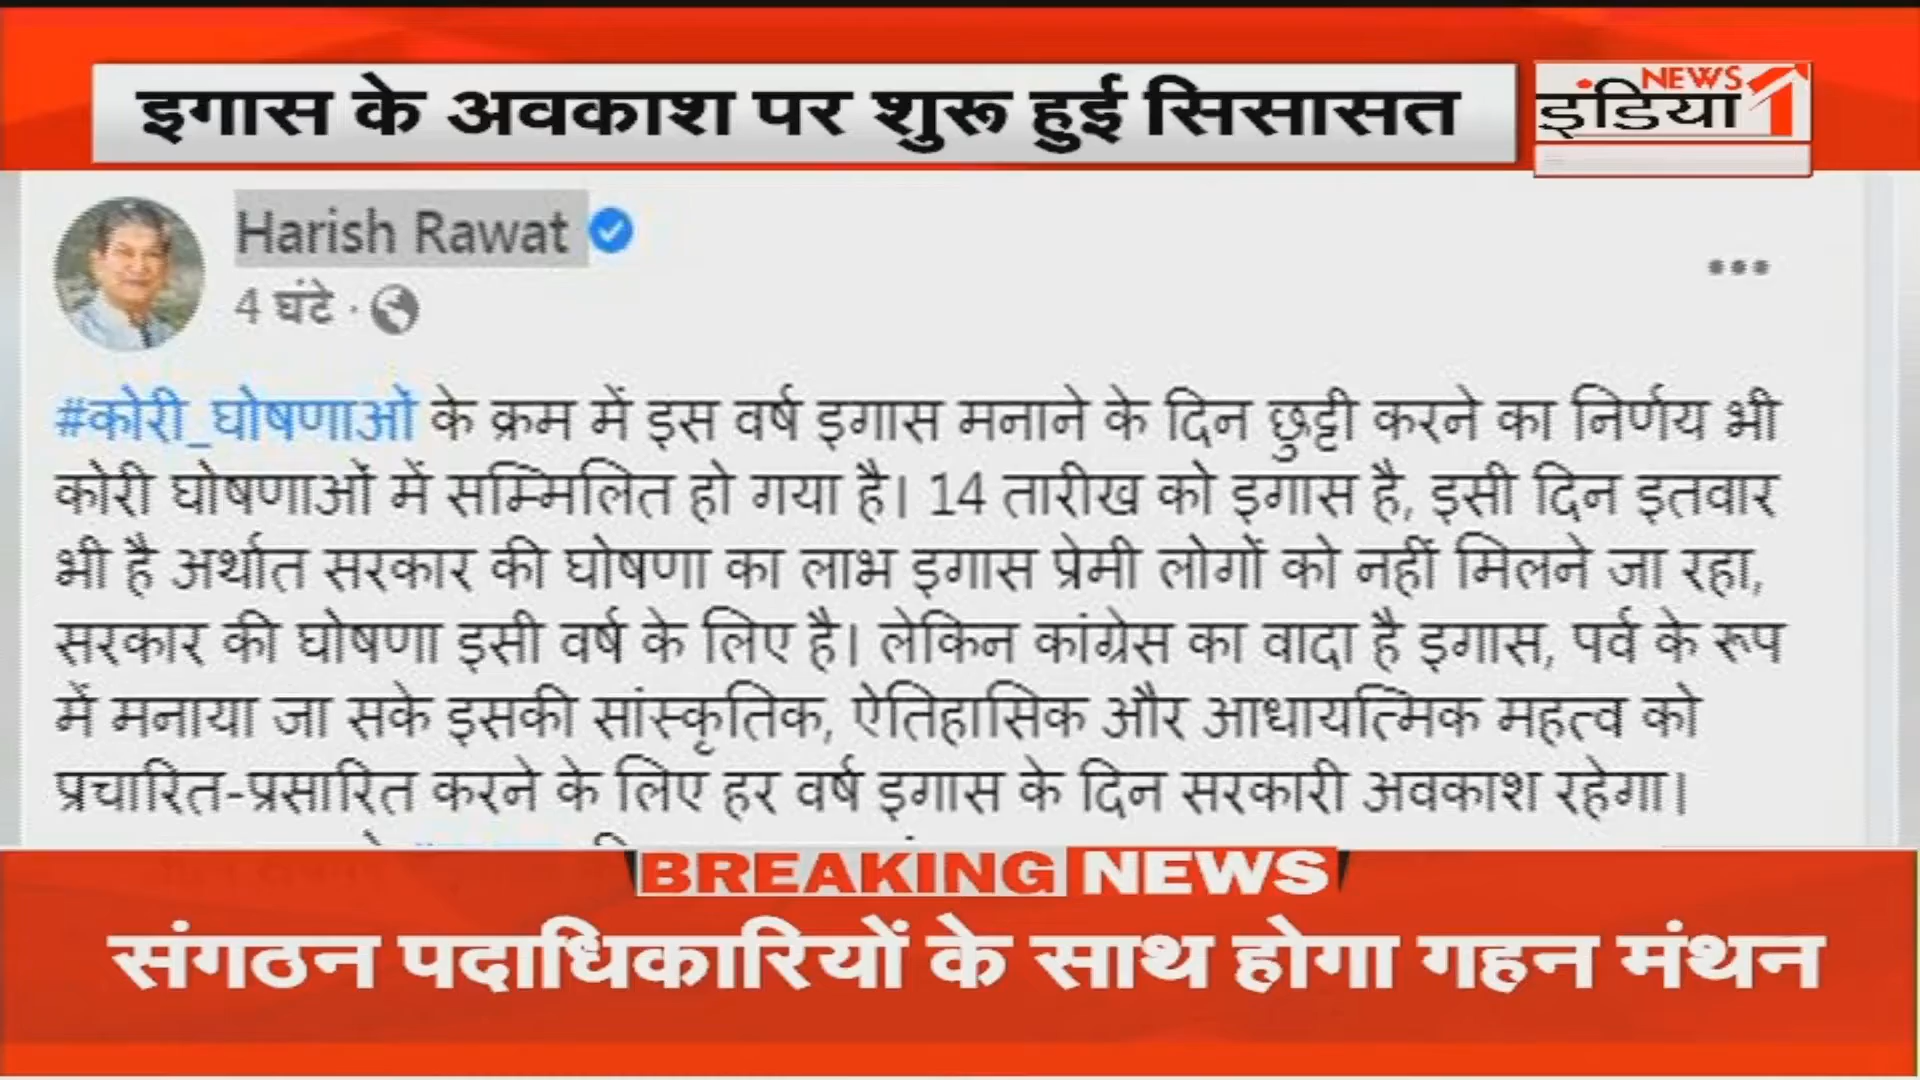 इगास के अवकाश पर शुरू हुई सिसासत
NEWS
इंडिया 1
Harish Rawat
4 घंटे ·
#कोरी_घोषणाओं के क्रम में इस वर्ष इगास मनाने के दिन छुट्टी करने का निर्णय भी
कोरी घोषणाओं में सम्मिलित हो गया है। 14 तारीख को इगास है, इसी दिन इतवार
भी है अर्थात सरकार की घोषणा का लाभ इगास प्रेमी लोगों को नहीं मिलने जा रहा,
सरकार की घोषणा इसी वर्ष के लिए है। लेकिन कांग्रेस का वादा है इगास, पर्व के रूप
में मनाया जा सके इसकी सांस्कृतिक, ऐतिहासिक और आधायत्मिक महत्व को
प्रचारित-प्रसारित करने के लिए हर वर्ष इगास के दिन सरकारी अवकाश रहेगा।
BREAKING NEWS
संगठन पदाधिकारियों के साथ होगा गहन मंथन